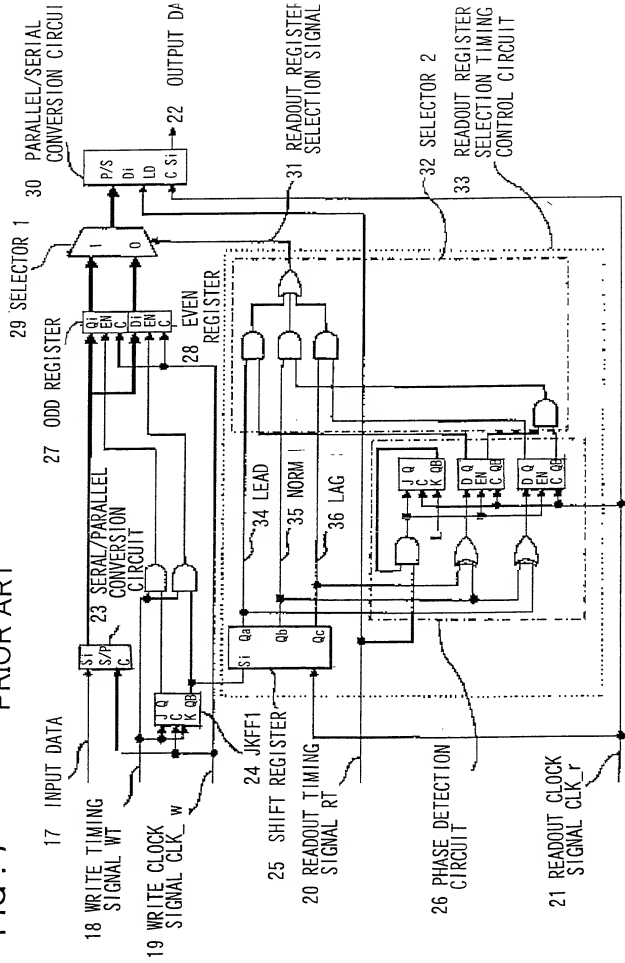 PRIOR ART
17 INPUT DATA
18 WRITE TIMING
SIGNAL WT
19 WRITE CLOCK
SIGNAL CLK_w
23 SERAL/PARALLEL
CONVERSION
CIRCUIT
Si
S/P
C
J Q
C
K QB
24 JKFF1
27 ODD REGISTER
Qi
EN
C
Di
EN
C
28 EVEN
REGISTER
29 SELECTOR 1
1
0
30 PARALLEL/SERIAL
CONVERSION CIRCUI
P/S
Di
LD
C Si
22 OUTPUT DA
25 SHIFT REGISTER
Si Qa
Qb
Qc
34 LEAD
35 NORM
36 LAG
31 READOUT REGISTER
SELECTION SIGNAL
32 SELECTOR 2
33 READOUT REGISTER
SELECTION TIMING
CONTROL CIRCUIT
20 READOUT TIMING
SIGNAL RT
J Q
C
K QB
L
D Q
EN
C QB
D Q
EN
C QB
26 PHASE DETECTION
CIRCUIT
21 READOUT CLOCK
SIGNAL CLK_r